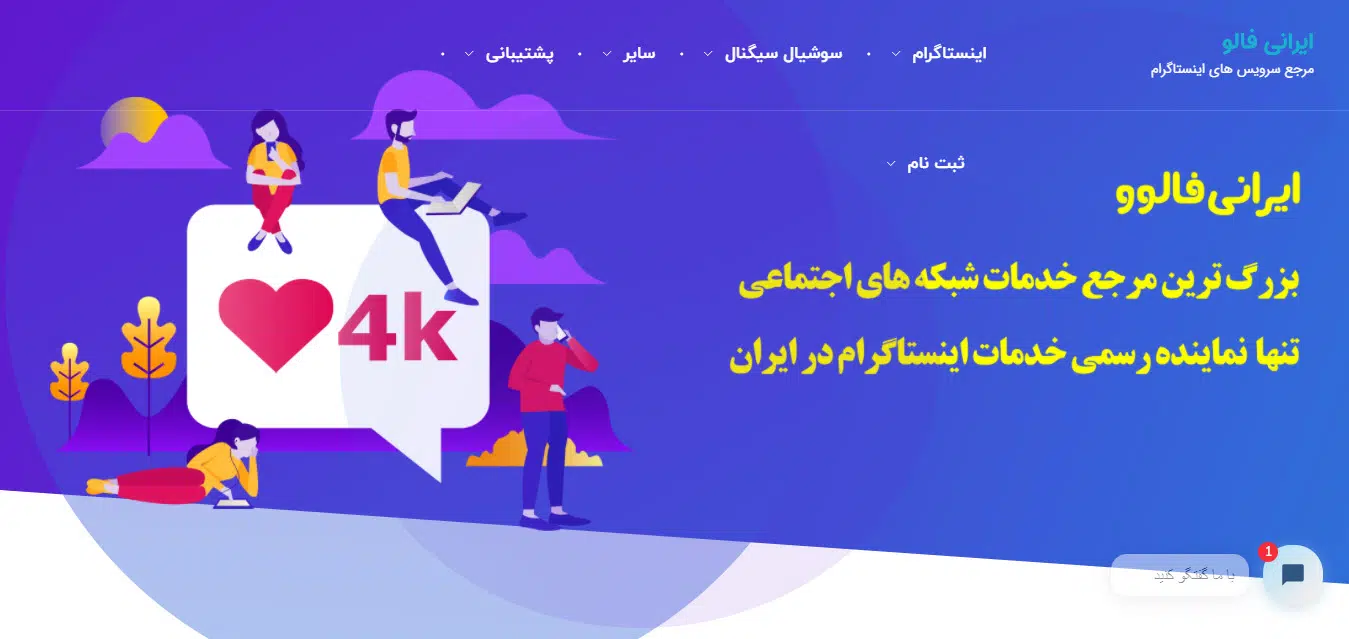 ایرانی فالو
مرجع سرویس های اینستاگرام
اینستاگرام • سوشیال سیگنال • سایر • پشتیبانی •
ثبت نام
ایرانی‌فالوو
بزرگ ترین مرجع خدمات شبکه های اجتماعی
تنها نماینده رسمی خدمات اینستاگرام در ایران
4k
1
با ما گفتگو کنید